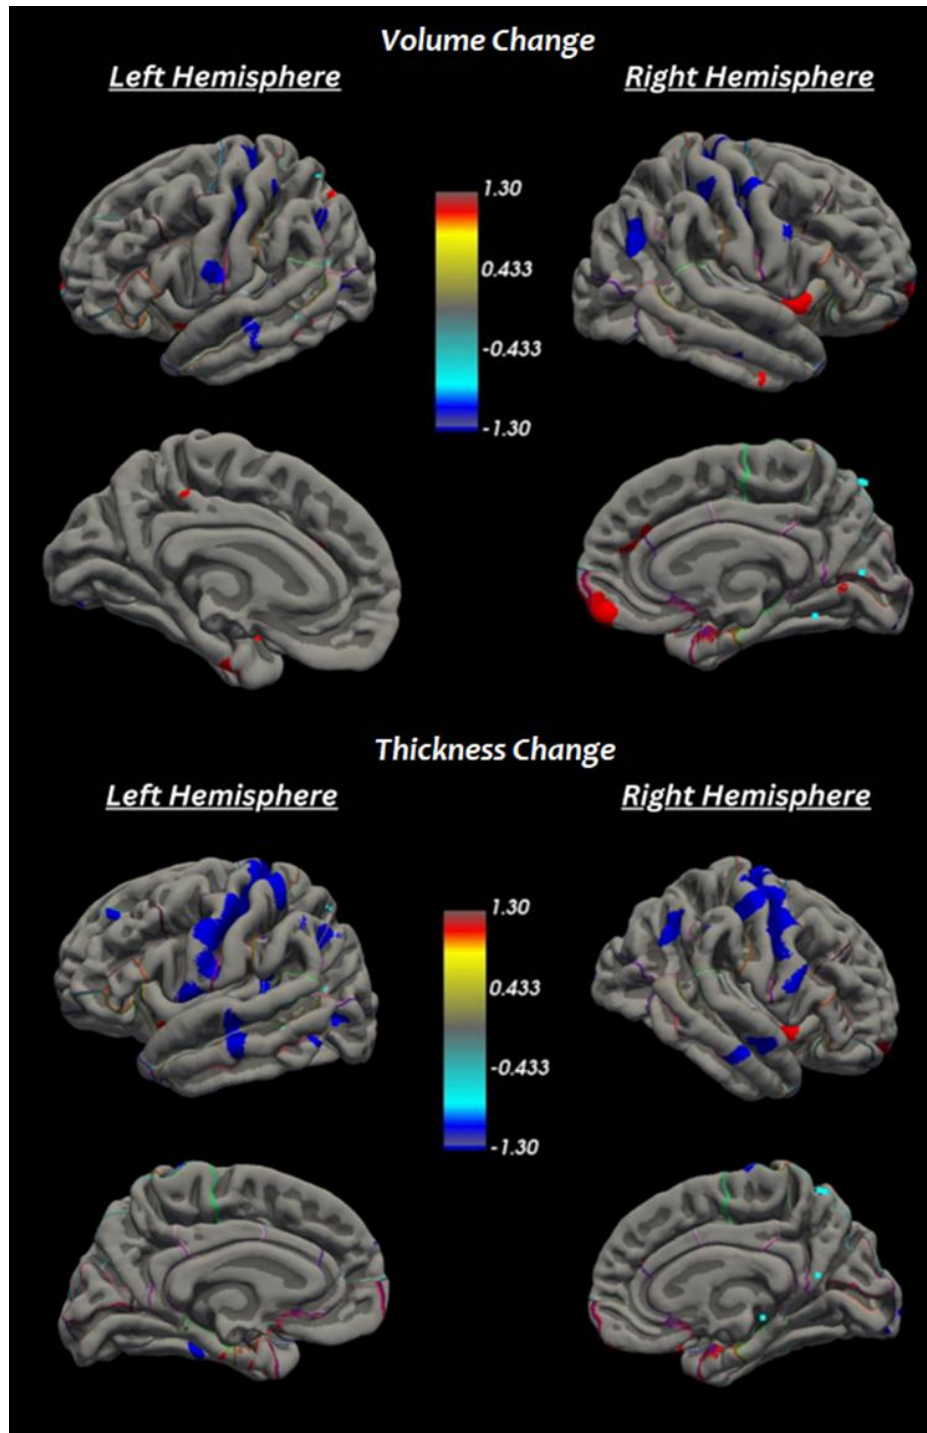 Volume Change
Left Hemisphere
Right Hemisphere
1.30
0.433
-0.433
-1.30
Thickness Change
Left Hemisphere
Right Hemisphere
1.30
0.433
-0.433
-1.30